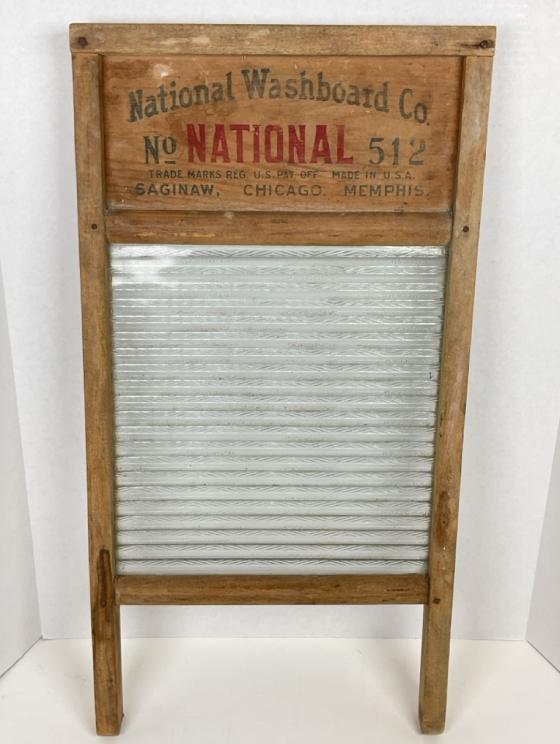 National Washboard Co.
Nº NATIONAL 512
TRADE MARKS REG. U.S. PAT. OFF. MADE IN U.S.A.
SAGINAW, CHICAGO. MEMPHIS.